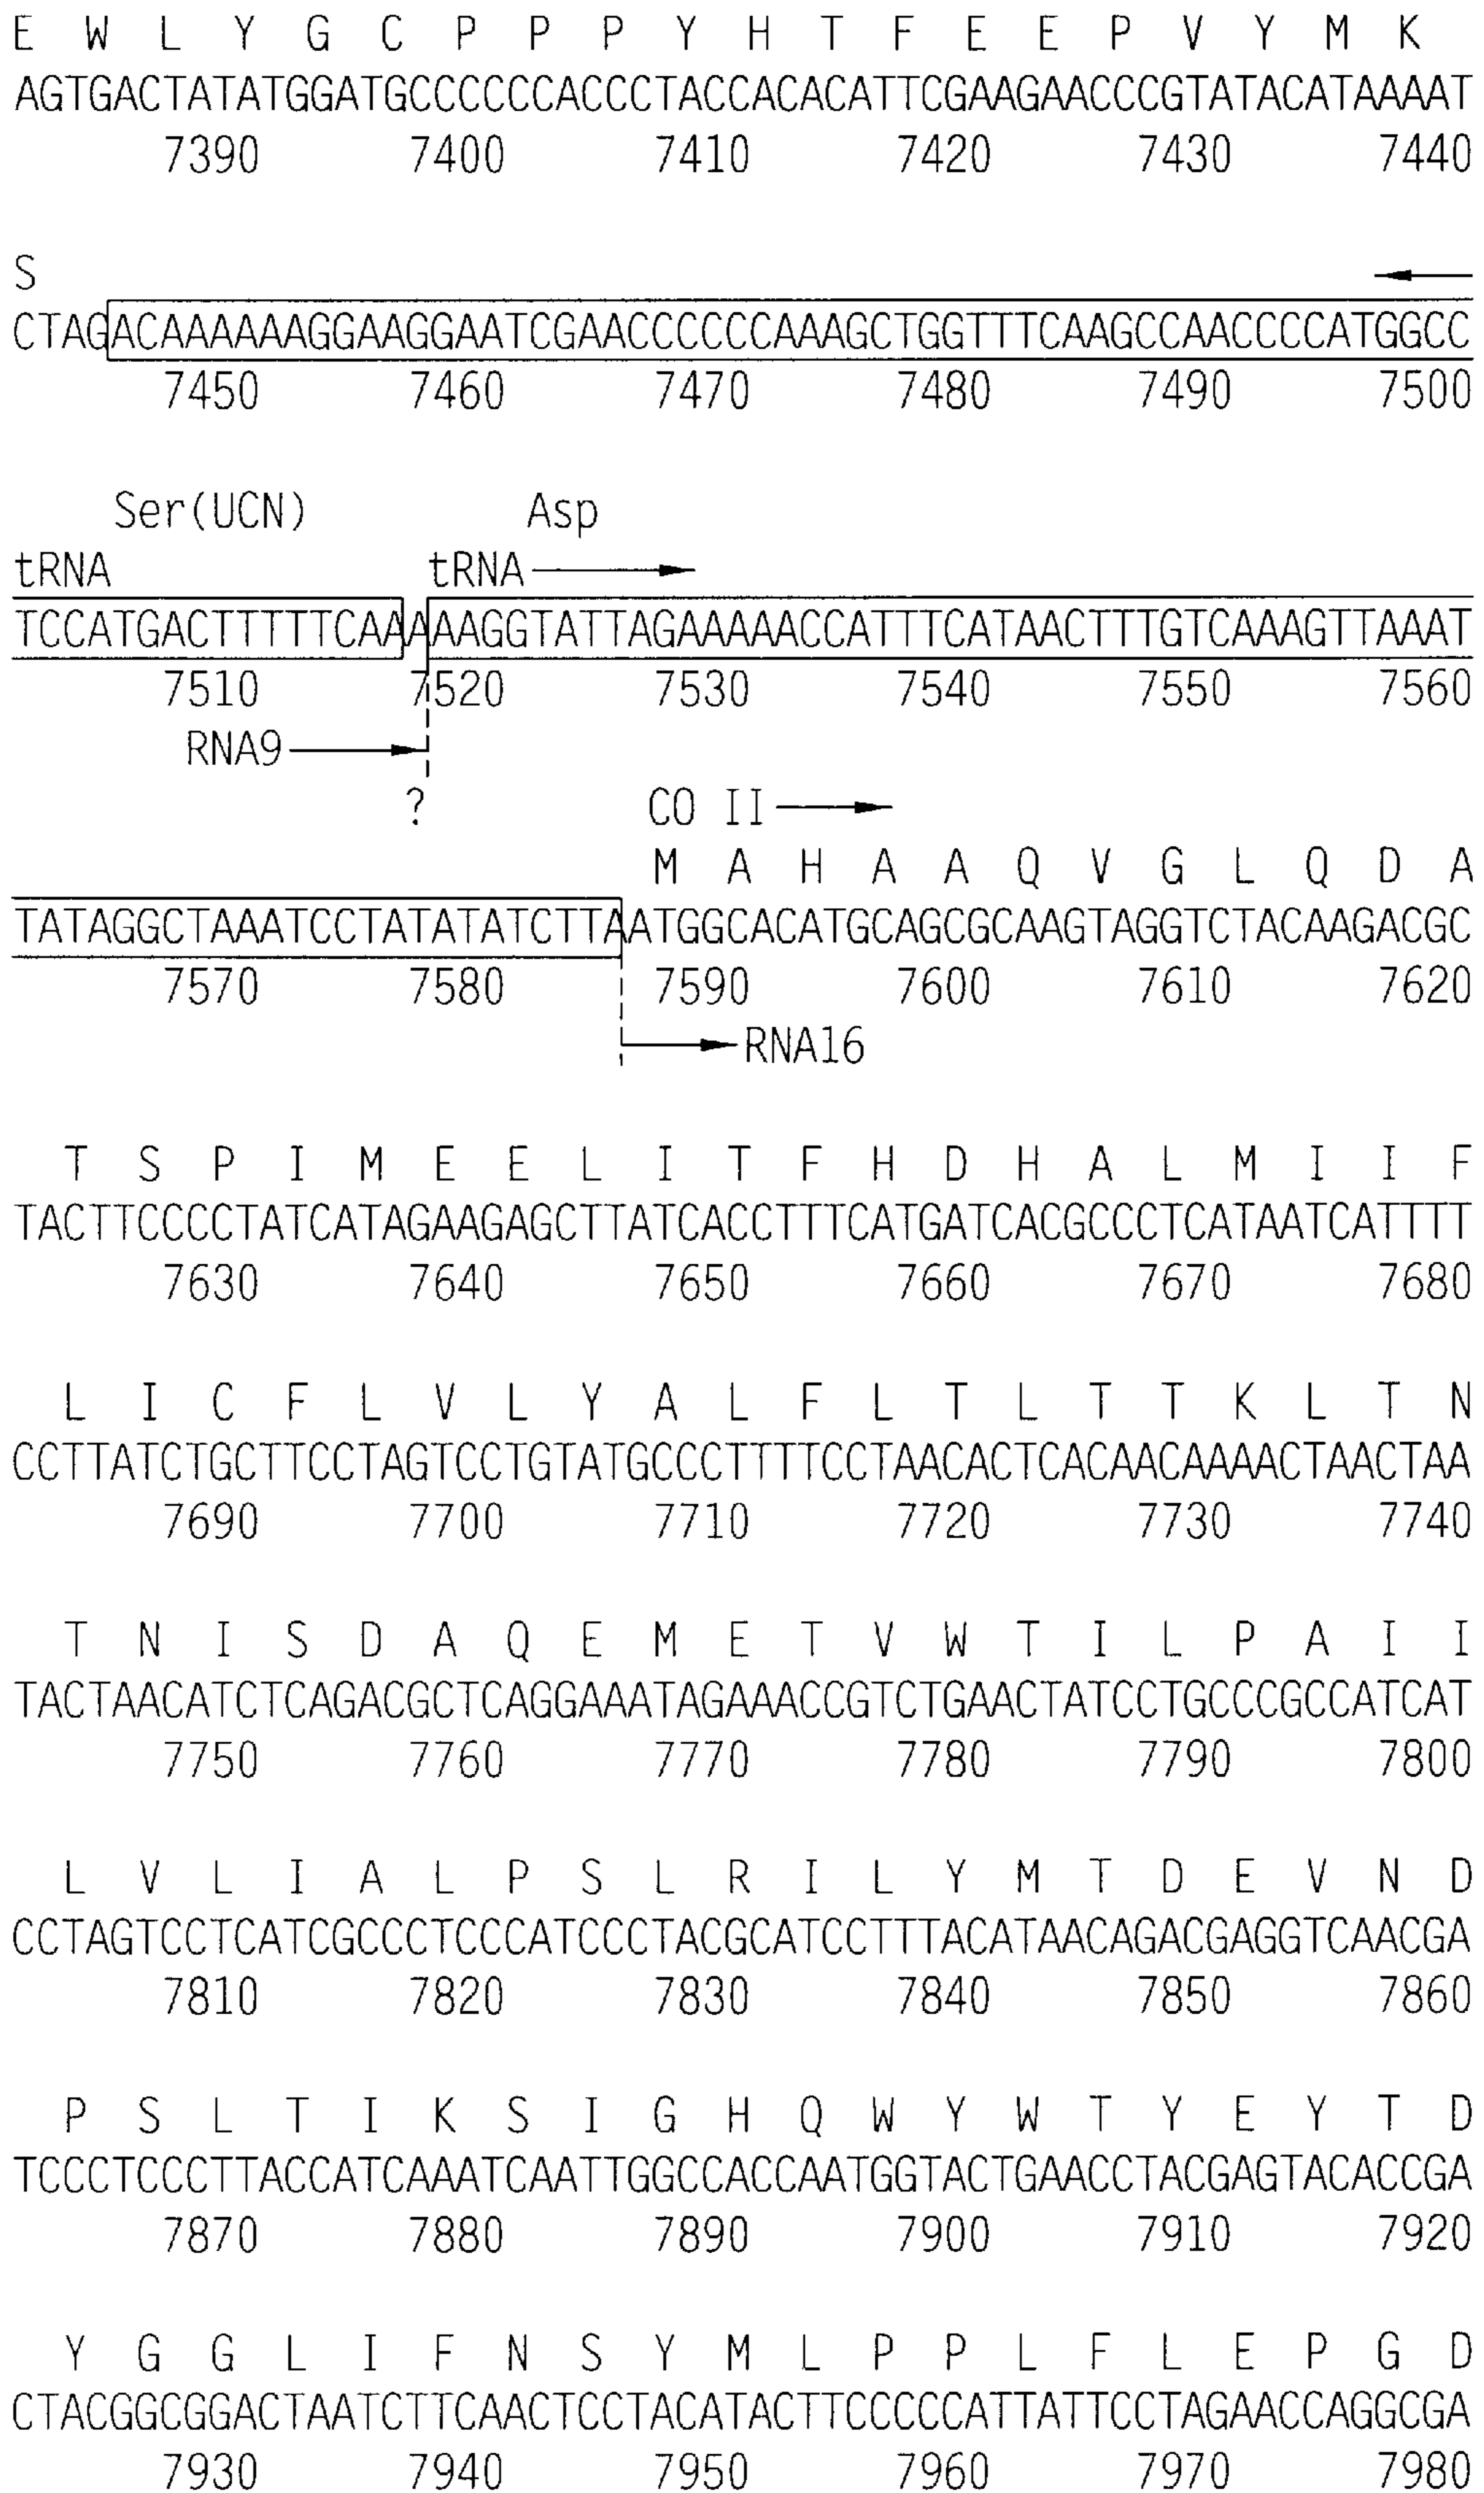 E W L Y G C P P P Y H T F E E P V Y M K
AGTGACTATATGGATGCCCCCCACCCTACCACACATTCGAAGAACCCGTATACATAAAAT
7390 7400 7410 7420 7430 7440
S
CTAGACAAAAAAGGAAGGAATCGAACCCCCCAAAGCTGGTTTCAAGCCAACCCCATGGCC
7450 7460 7470 7480 7490 7500
Ser(UCN) Asp
tRNA tRNA
TCCATGACTTTTTCAAAAAGGTATTAGAAAAACCATTTCATAACTTTGTCAAAGTTAAAT
7510 7520 7530 7540 7550 7560
RNA9
?
CO II
M A H A A Q V G L Q D A
TATAGGCTAAATCCTATATATCTTAATGGCACATGCAGCGCAAGTAGGTCTACAAGACGC
7570 7580 7590 7600 7610 7620
RNA16
T S P I M E E L I T F H D H A L M I I F
TACTTCCCCTATCATAGAAGAGCTTATCACCTTTCATGATCACGCCCTCATAATCATTTT
7630 7640 7650 7660 7670 7680
L I C F L V L Y A L F L T L T T K L T N
CCTTATCTGCTTCCTAGTCCTGTATGCCCTTTTCCTAACACTCACAACAAAACTAACTAA
7690 7700 7710 7720 7730 7740
T N I S D A Q E M E T V W T I L P A I I
TACTAACATCTCAGACGCTCAGGAAATAGAAACCGTCTGAACTATCCTGCCCGCCATCAT
7750 7760 7770 7780 7790 7800
L V L I A L P S L R I L Y M T D E V N D
CCTAGTCCTCATCGCCCTCCCATCCCTACGCATCCTTTACATAACAGACGAGGTCAACGA
7810 7820 7830 7840 7850 7860
P S L T I K S I G H Q W Y W T Y E Y T D
TCCCTCCCTTACCATCAAATCAATTGGCCACCAATGGTACTGAACCTACGAGTACACCGA
7870 7880 7890 7900 7910 7920
Y G G L I F N S Y M L P P L F L E P G D
CTACGGCGGACTAATCTTCAACTCCTACATACTTCCCCCATTATTCCTAGAACCAGGCGA
7930 7940 7950 7960 7970 7980